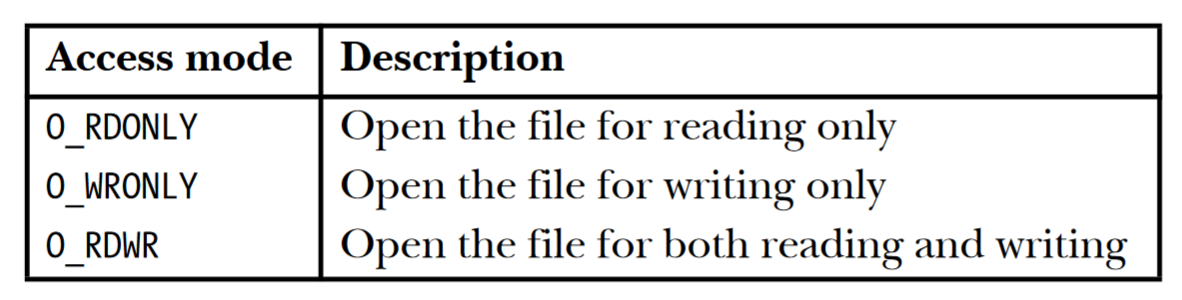 Access mode Description
O_RDONLY Open the file for reading only
O_WRONLY Open the file for writing only
O_RDWR Open the file for both reading and writing